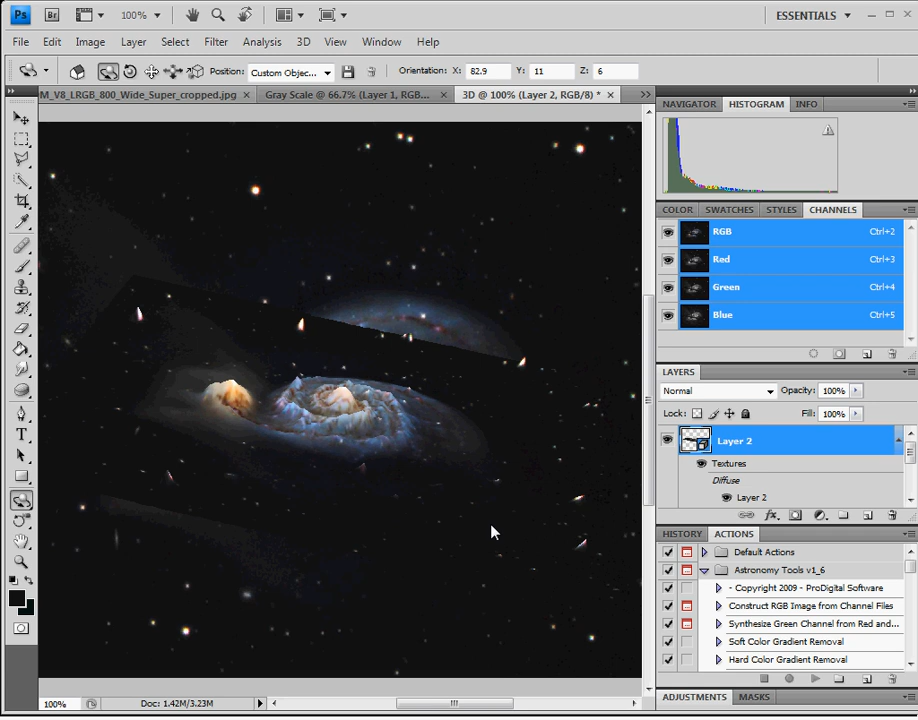 Ps Br 100% ESSENTIALS
File Edit Image Layer Select Filter Analysis 3D View Window Help
Position: Custom Objec... Orientation: X: 82.9 Y: 11 Z: 6
M_V8_LRGB_800_Wide_Super_cropped.jpg × Gray Scale @ 66.7% (Layer 1, RGB... × 3D @ 100% (Layer 2, RGB/8) * ×
NAVIGATOR HISTOGRAM INFO
COLOR SWATCHES STYLES CHANNELS
RGB Ctrl+2
Red Ctrl+3
Green Ctrl+4
Blue Ctrl+5
LAYERS
Normal Opacity: 100%
Lock: Fill: 100%
Layer 2
Textures
Diffuse
Layer 2
fx.
HISTORY ACTIONS
Default Actions
Astronomy Tools v1_6
- Copyright 2009 - ProDigital Software
Construct RGB Image from Channel Files
Synthesize Green Channel from Red and...
Soft Color Gradient Removal
Hard Color Gradient Removal
ADJUSTMENTS MASKS
100% Doc: 1.42M/3.23M